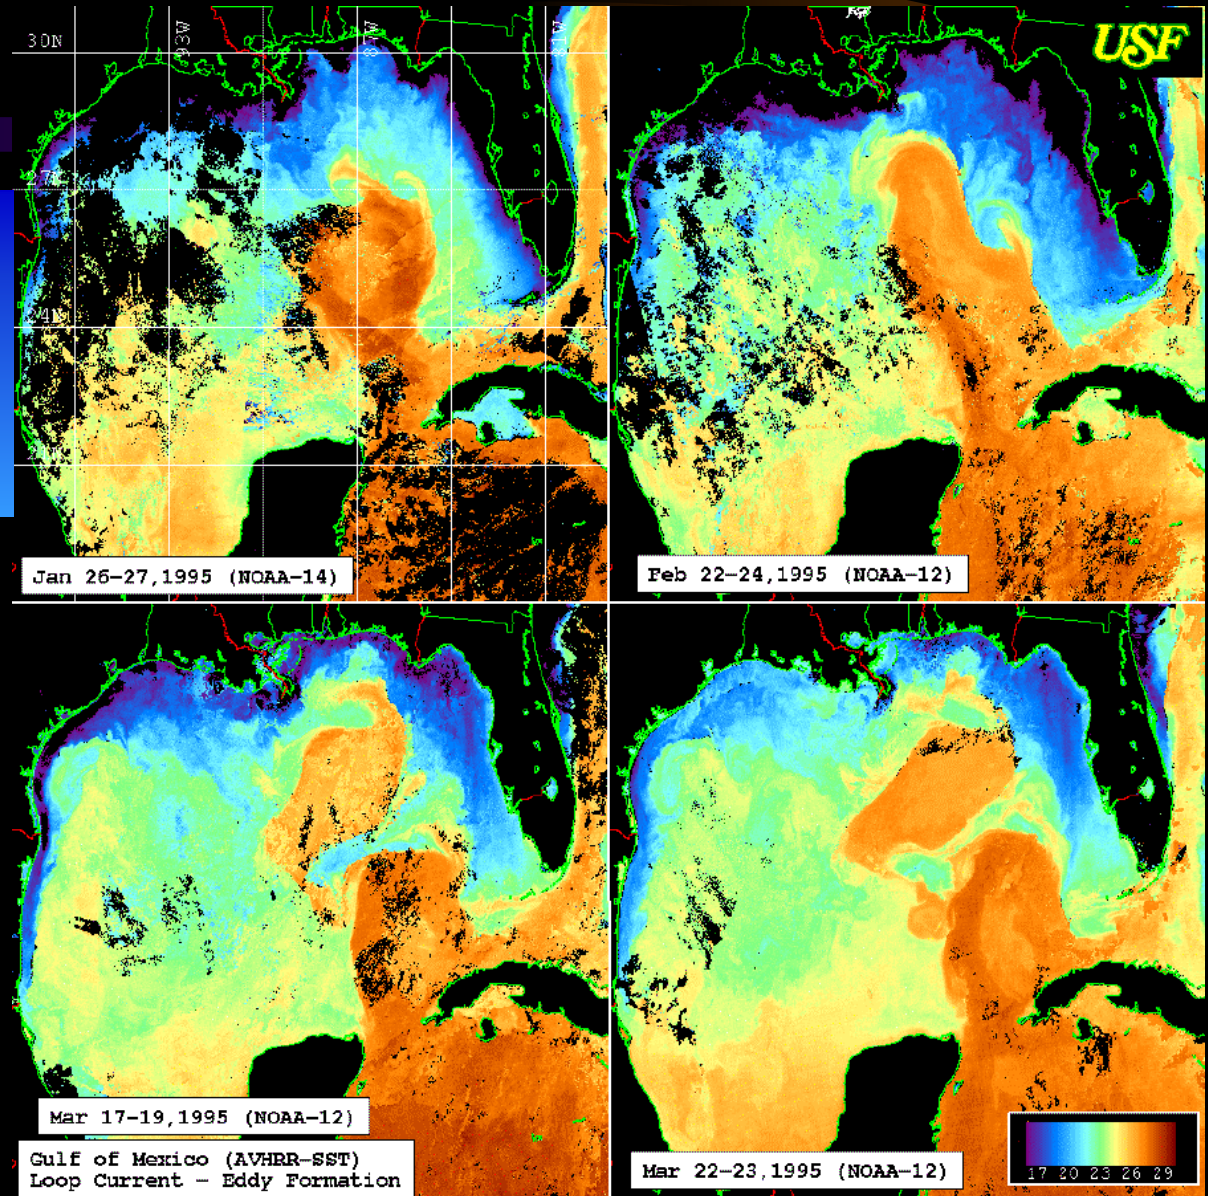 30N
93W
81W
USF
27N
Jan 26-27,1995 (NOAA-14)
Feb 22-24,1995 (NOAA-12)
Mar 17-19,1995 (NOAA-12)
Gulf of Mexico (AVHRR-SST)
Loop Current - Eddy Formation
Mar 22-23,1995 (NOAA-12)
17 20 23 26 29